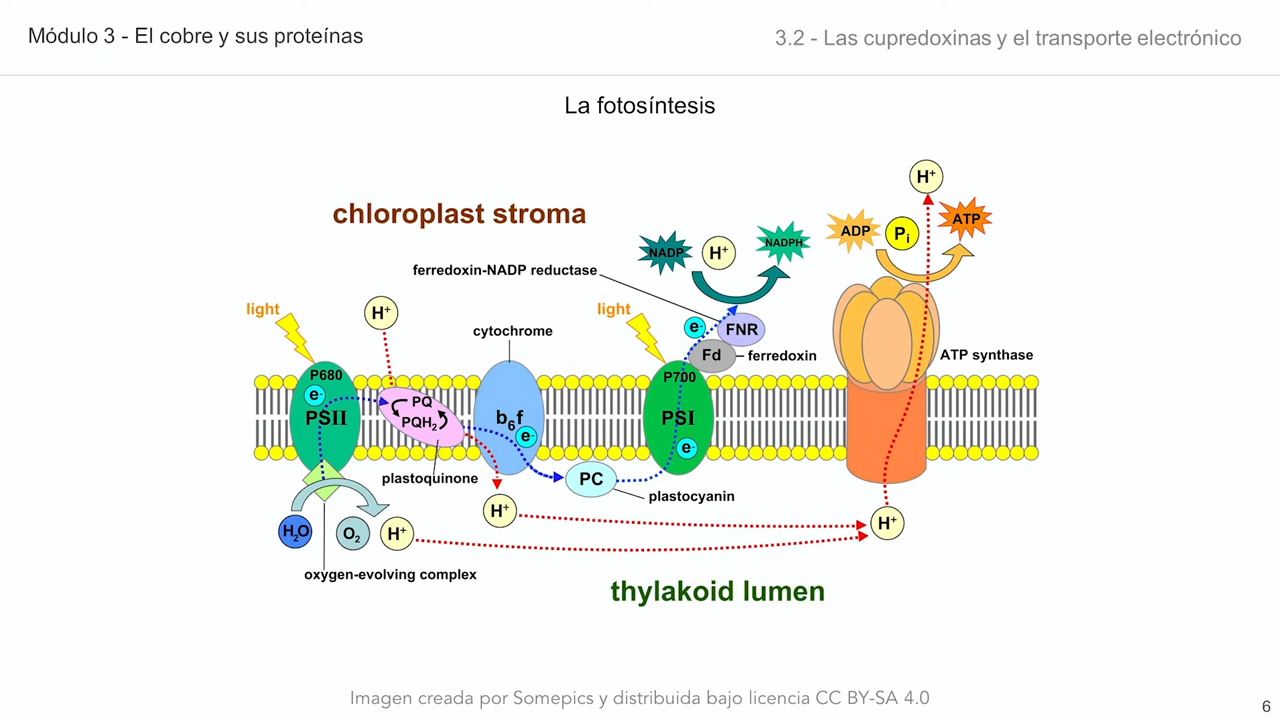 Módulo 3 - El cobre y sus proteínas
3.2 - Las cupredoxinas y el transporte electrónico
La fotosíntesis
H⁺
chloroplast stroma
ADP
Pi
ATP
NADP
H⁺
NADPH
ferredoxin-NADP reductase
light
H⁺
cytochrome
light
e⁻
FNR
Fd
ferredoxin
ATP synthase
P680
e⁻
PSII
PQ
PQH₂
b₆f
e⁻
P700
PSI
e⁻
plastoquinone
PC
plastocyanin
H₂O
O₂
H⁺
H⁺
H⁺
oxygen-evolving complex
thylakoid lumen
Imagen creada por Somepics y distribuida bajo licencia CC BY-SA 4.0
6